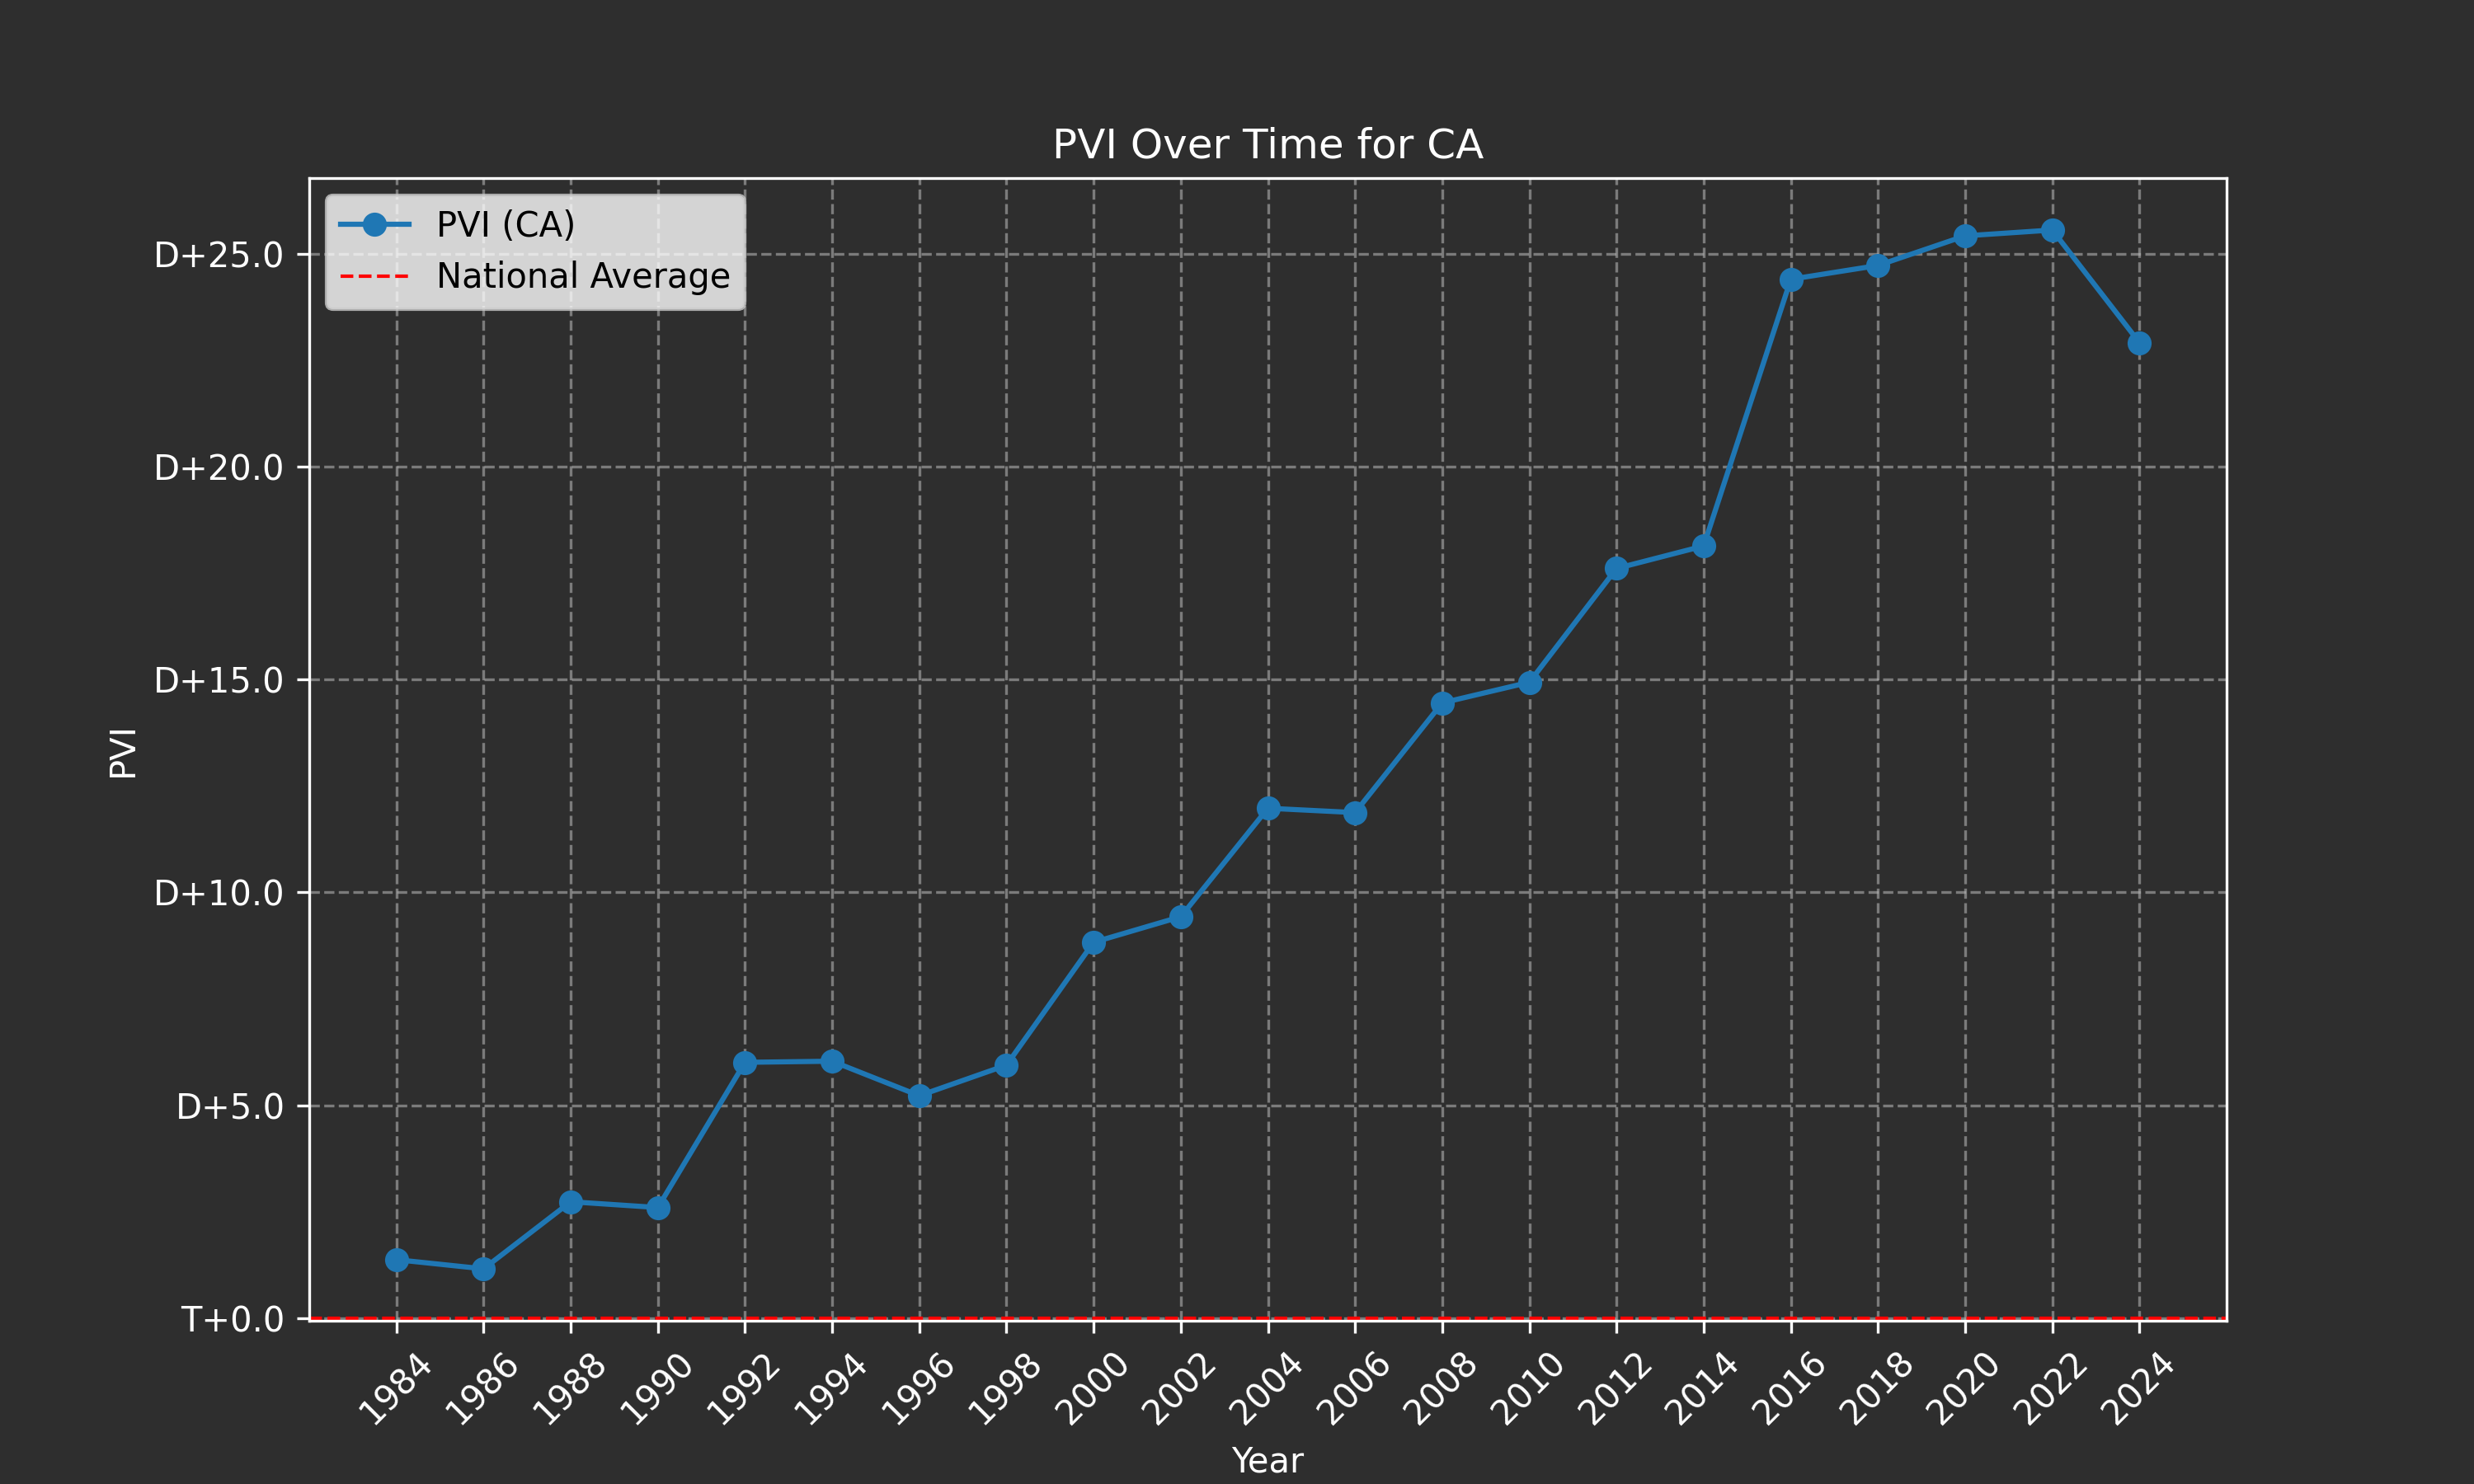 PVI Over Time for CA
PVI (CA)
National Average
D+25.0
D+20.0
D+15.0
D+10.0
D+5.0
T+0.0
PVI
1984
1986
1988
1990
1992
1994
1996
1998
2000
2002
2004
2006
2008
2010
2012
2014
2016
2018
2020
2022
2024
Year